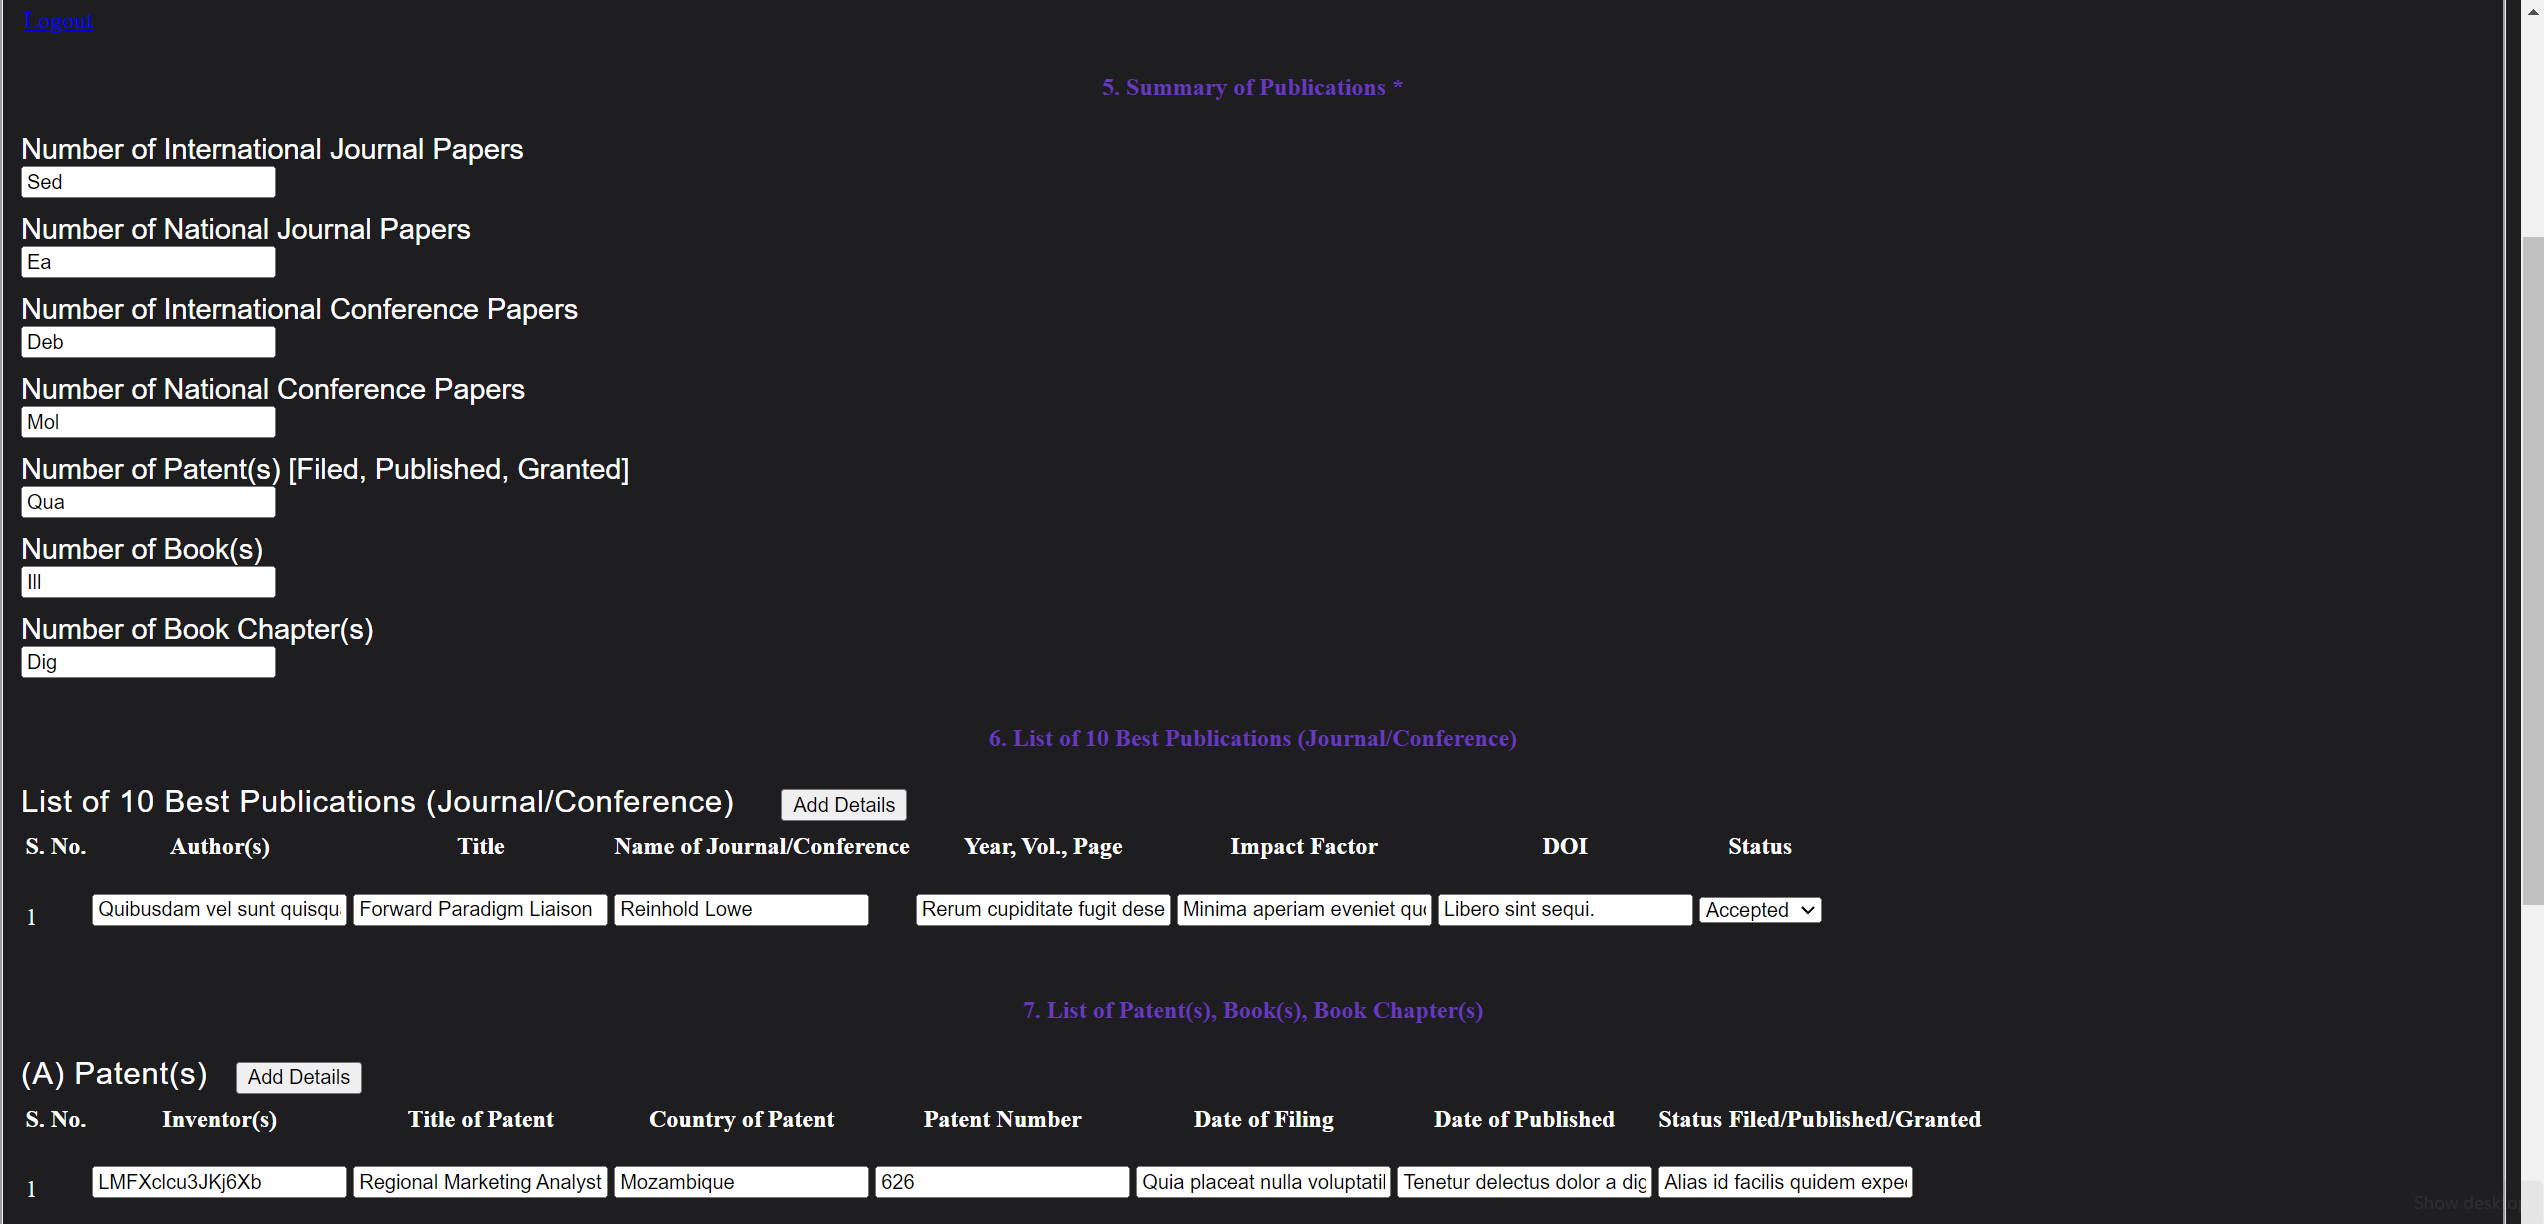 Logout
5. Summary of Publications *
Number of International Journal Papers
Sed
Number of National Journal Papers
Ea
Number of International Conference Papers
Deb
Number of National Conference Papers
Mol
Number of Patent(s) [Filed, Published, Granted]
Qua
Number of Book(s)
Ill
Number of Book Chapter(s)
Dig
6. List of 10 Best Publications (Journal/Conference)
List of 10 Best Publications (Journal/Conference) Add Details
S. No. Author(s) Title Name of Journal/Conference Year, Vol., Page Impact Factor DOI Status
1 Quibusdam vel sunt Forward Paradigm Liaison Reinhold Lowe Rerum cupiditate fugit dese Minima aperiam eveniet Libero sint sequi. Accepted
7. List of Patent(s), Book(s), Book Chapter(s)
(A) Patent(s) Add Details
S. No. Inventor(s) Title of Patent Country of Patent Patent Number Date of Filing Date of Published Status Filed/Published/Granted
1 LMFXclcu3JKj6Xb Regional Marketing Analyst Mozambique 626 Quia placeat nulla voluptatil Tenetur delectus dolor a Alias id facilis quidem
Show